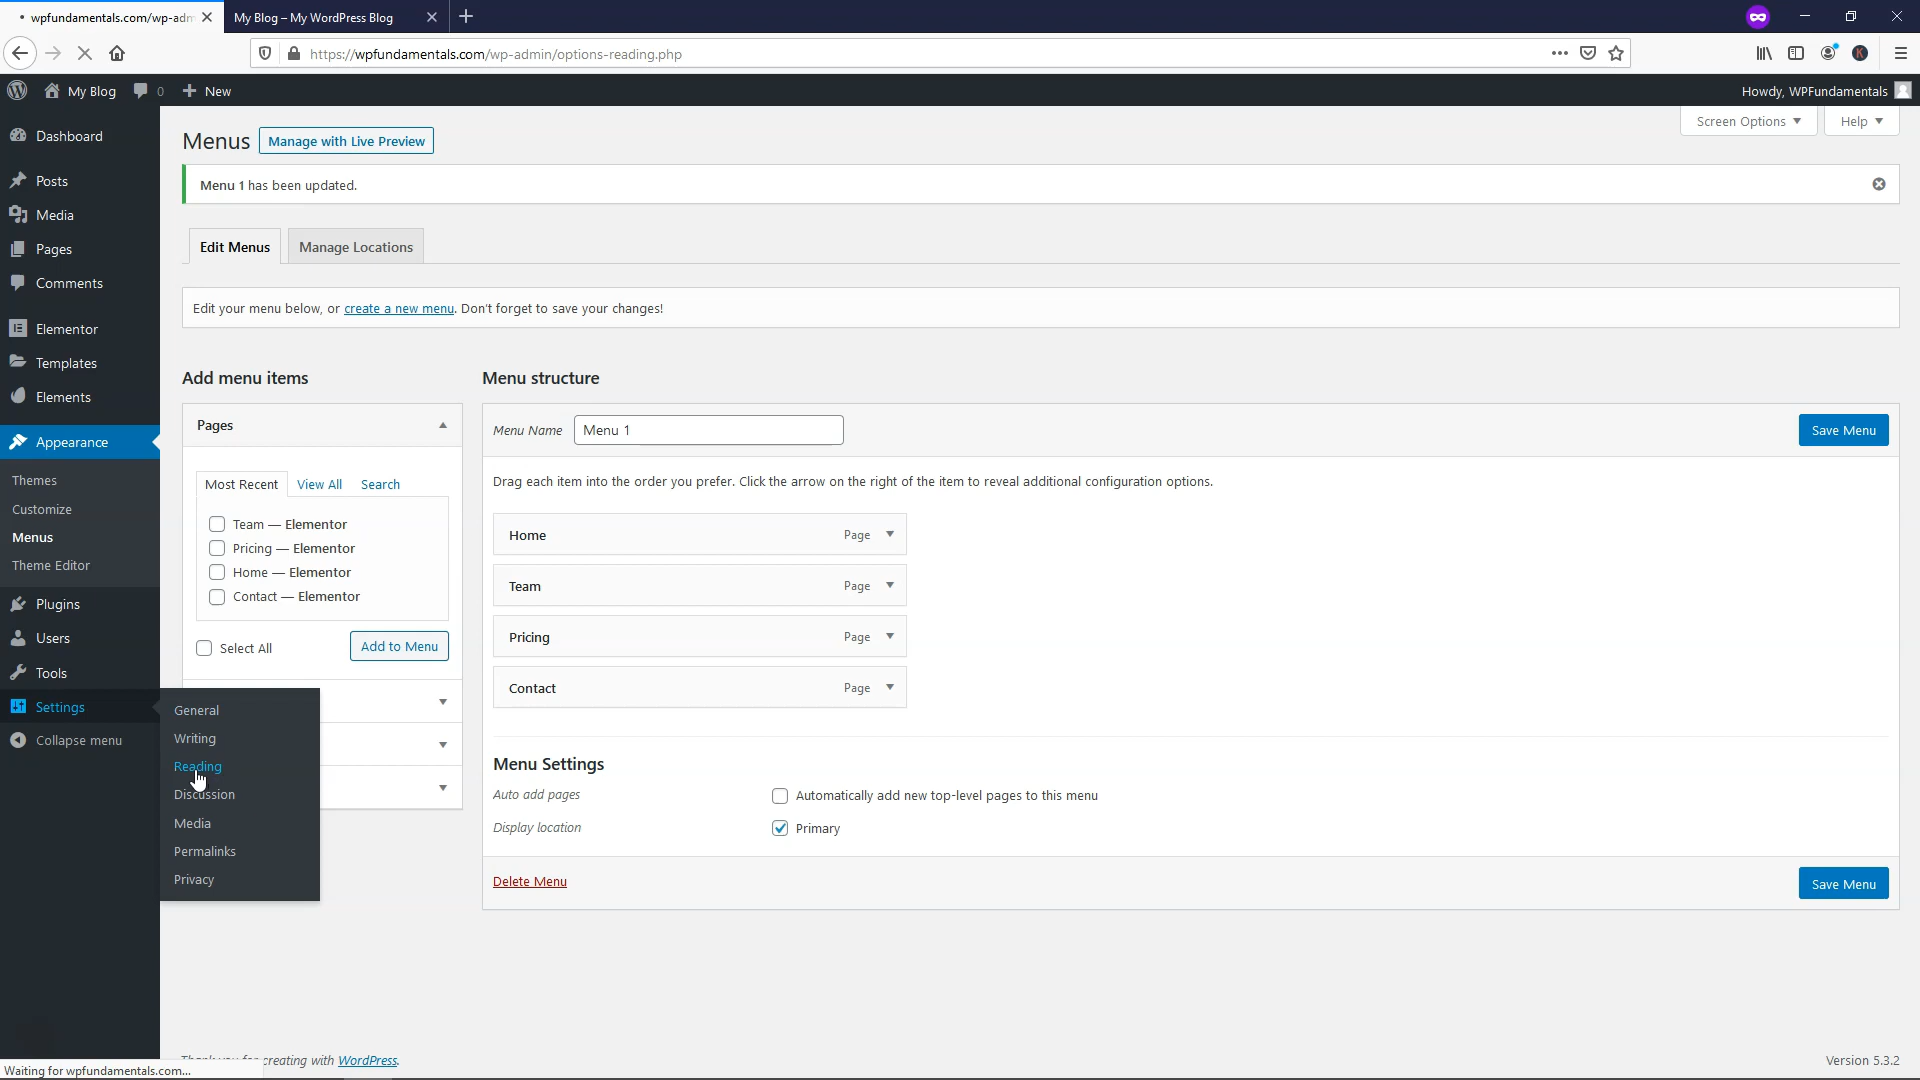 wpfundamentals.com/wp-adm
My Blog – My WordPress Blog
https://wpfundamentals.com/wp-admin/options-reading.php
My Blog
0
New
Howdy, WPFundamentals
Dashboard
Posts
Media
Pages
Comments
Elementor
Templates
Elements
Appearance
Themes
Customize
Menus
Theme Editor
Plugins
Users
Tools
Settings
Collapse menu
General
Writing
Reading
Discussion
Media
Permalinks
Privacy
Screen Options
Help
Menus
Manage with Live Preview
Menu 1 has been updated.
Edit Menus
Manage Locations
Edit your menu below, or create a new menu. Don't forget to save your changes!
Add menu items
Pages
Most Recent
View All
Search
Team — Elementor
Pricing — Elementor
Home — Elementor
Contact — Elementor
Select All
Add to Menu
Menu structure
Menu Name
Menu 1
Save Menu
Drag each item into the order you prefer. Click the arrow on the right of the item to reveal additional configuration options.
Home Page
Team Page
Pricing Page
Contact Page
Menu Settings
Auto add pages
Automatically add new top-level pages to this menu
Display location
Primary
Delete Menu
Save Menu
Thank you for creating with WordPress.
Version 5.3.2
Waiting for wpfundamentals.com...